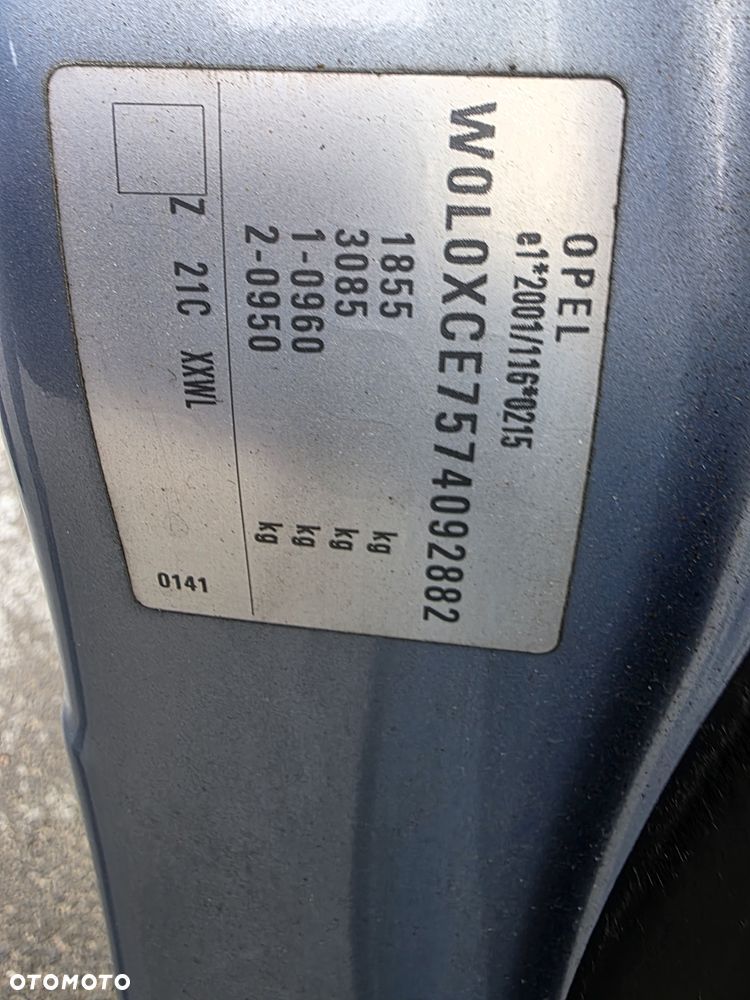 OPEL
e1*2001/116*0215
W0L0XCE7574092882
1855 kg
3085 kg
1-0960 kg
2-0950 kg
Z 21C XXWL
0141
OTOMOTO